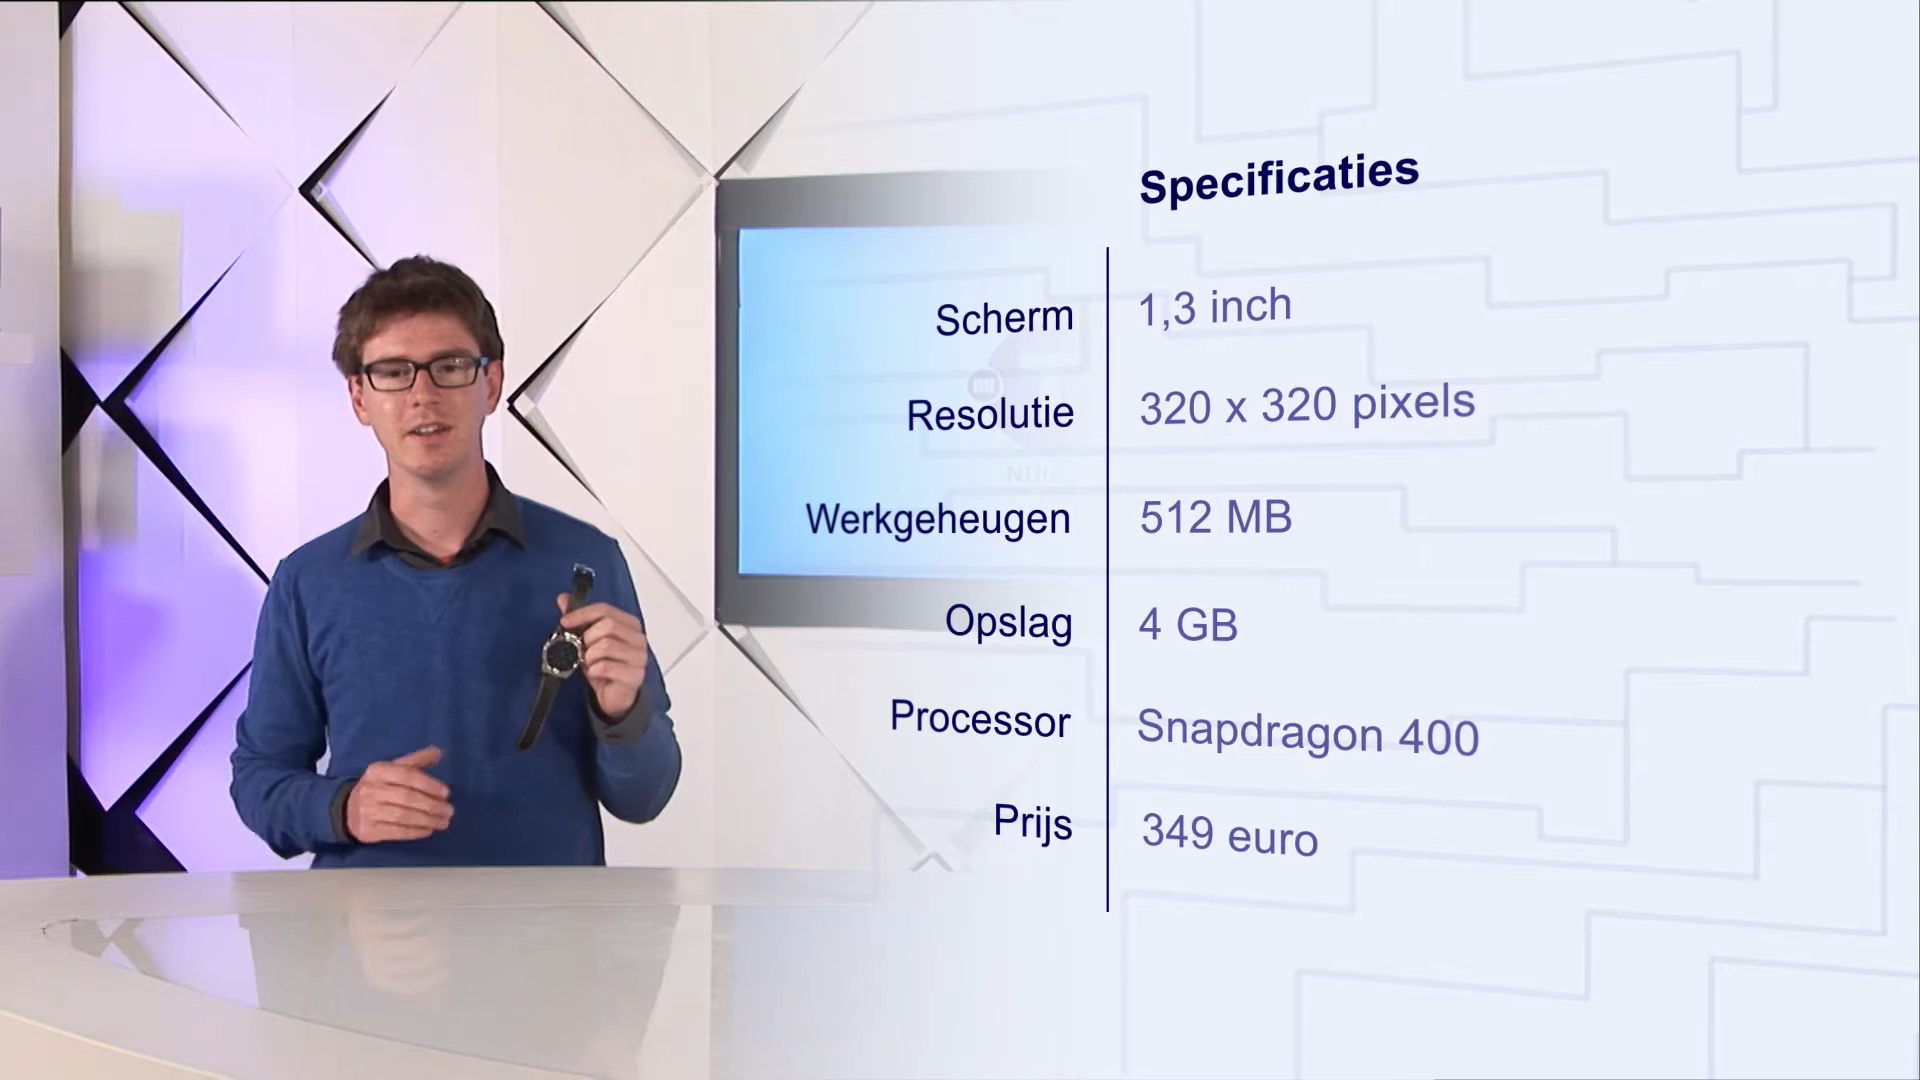 Specificaties
Scherm 1,3 inch
Resolutie 320 x 320 pixels
Werkgeheugen 512 MB
Opslag 4 GB
Processor Snapdragon 400
Prijs 349 euro